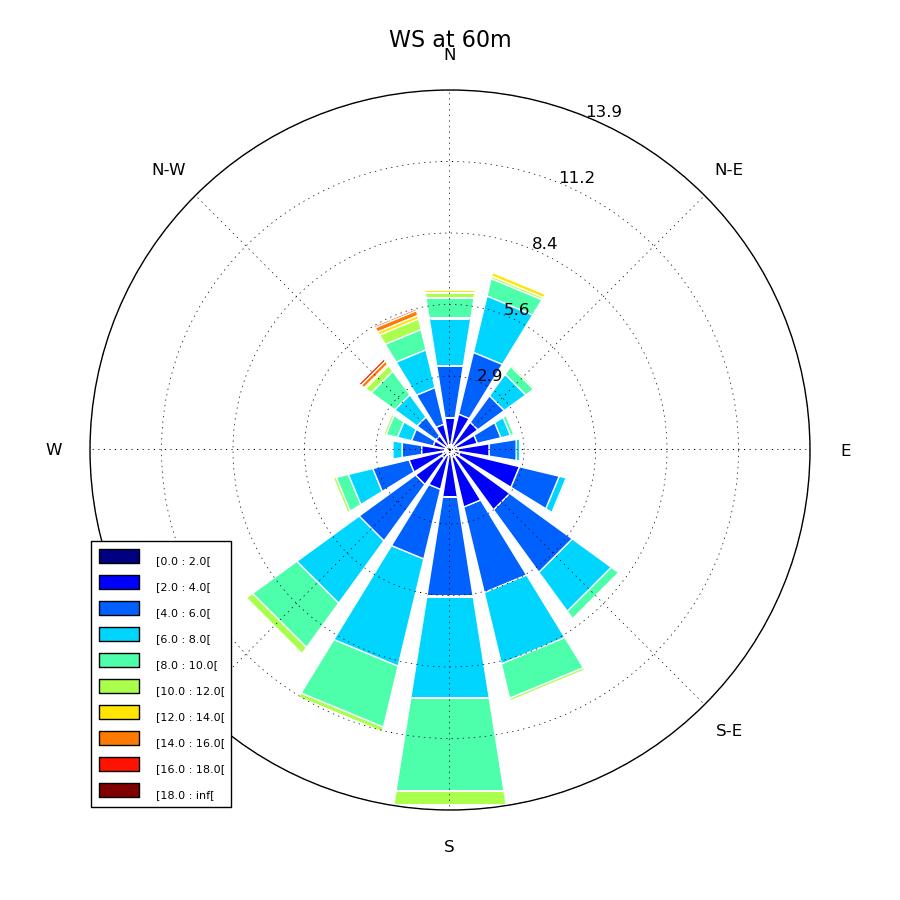 WS at 60m
N
13.9
N-W
N-E
11.2
8.4
5.6
2.9
W
E
[0.0 : 2.0[
[2.0 : 4.0[
[4.0 : 6.0[
[6.0 : 8.0[
[8.0 : 10.0[
[10.0 : 12.0[
[12.0 : 14.0[
[14.0 : 16.0[
[16.0 : 18.0[
[18.0 : inf[
S-E
S